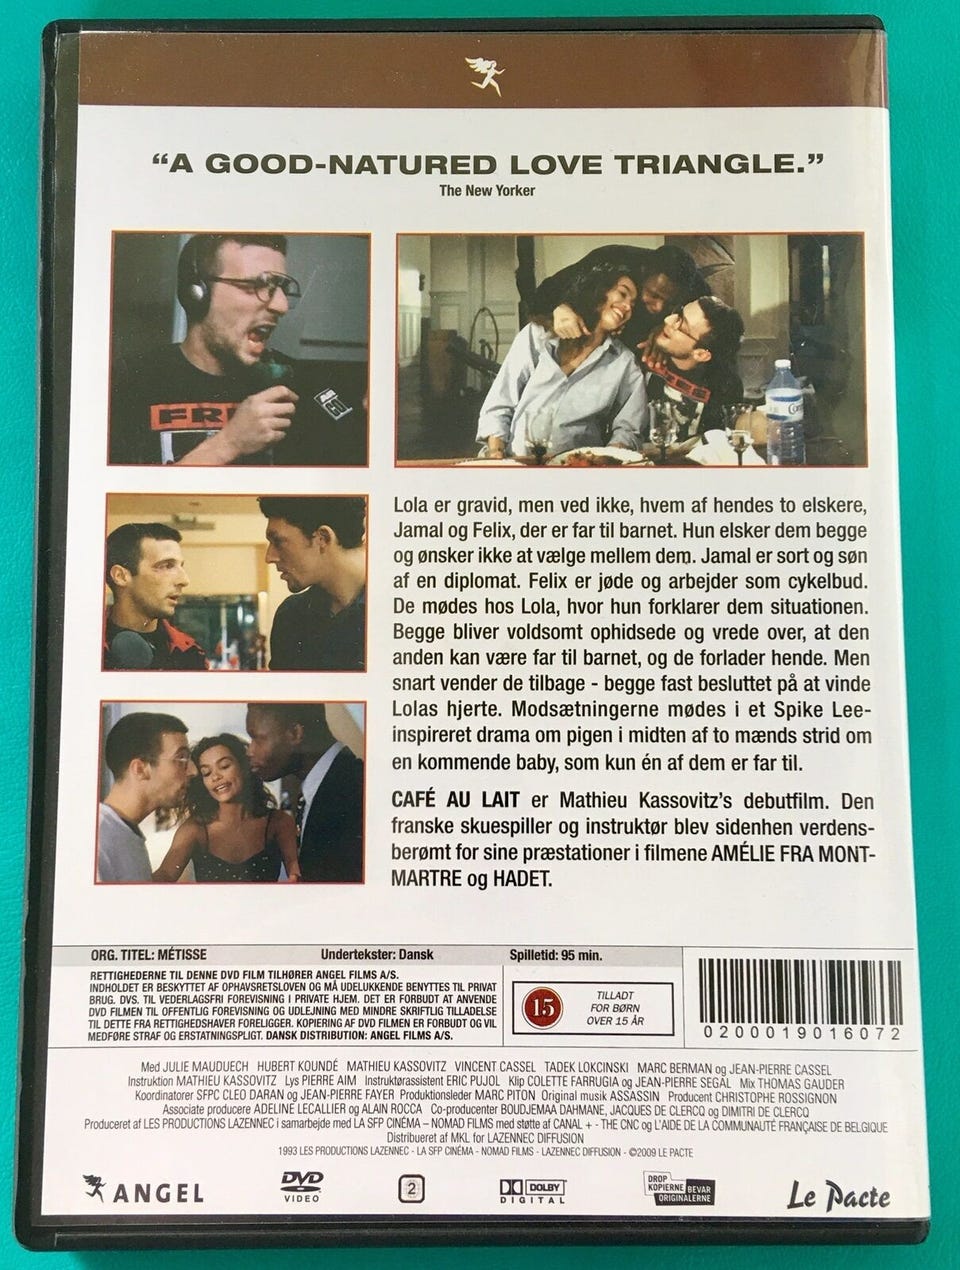 “A GOOD-NATURED LOVE TRIANGLE.”
The New Yorker
FR
Lola er gravid, men ved ikke, hvem af hendes to elskere,
Jamal og Felix, der er far til barnet. Hun elsker dem begge
og ønsker ikke at vælge mellem dem. Jamal er sort og søn
af en diplomat. Felix er jøde og arbejder som cykelbud.
De mødes hos Lola, hvor hun forklarer dem situationen.
Begge bliver voldsomt ophidsede og vrede over, at den
anden kan være far til barnet, og de forlader hende. Men
snart vender de tilbage - begge fast besluttet på at vinde
Lolas hjerte. Modsætningerne mødes i et Spike Lee-
inspireret drama om pigen i midten af to mænds strid om
en kommende baby, som kun én af dem er far til.
CAFÉ AU LAIT er Mathieu Kassovitz’s debutfilm. Den
franske skuespiller og instruktør blev sidenhen verdens-
berømt for sine præstationer i filmene AMÉLIE FRA MONT-
MARTRE og HADET.
ORG. TITEL: MÉTISSE Undertekster: Dansk Spilletid: 95 min.
RETTIGHEDERNE TIL DENNE DVD FILM TILHØRER ANGEL FILMS A/S.
INDHOLDET ER BESKYTTET AF OPHAVSRETSLOVEN OG MÅ UDELUKKENDE BENYTTES TIL PRIVAT
BRUG. DVS. TIL VEDERLAGSFRI FOREVISNING I PRIVATE HJEM. DET ER FORBUDT AT ANVENDE
DVD FILMEN TIL OFFENTLIG FOREVISNING OG UDLEJNING MED MINDRE SKRIFTLIG TILLADELSE
TIL DETTE FRA RETTIGHEDSHAVER FORELIGGER. KOPIERING AF DVD FILMEN ER FORBUDT OG VIL
MEDFØRE STRAF OG ERSTATNINGSPLIGT. DANSK DISTRIBUTION: ANGEL FILMS A/S.
15
TILLADT
FOR BØRN
OVER 15 ÅR
0200019016072
Med JULIE MAUDUECH HUBERT KOUNDÉ MATHIEU KASSOVITZ VINCENT CASSEL TADEK LOKCINSKI MARC BERMAN og JEAN-PIERRE CASSEL
Instruktion MATHIEU KASSOVITZ Lys PIERRE AIM Instruktørassistent ERIC PUJOL Klip COLETTE FARRUGIA og JEAN-PIERRE SEGAL Mix THOMAS GAUDER
Koordinatorer SFPC CLEO DARAN og JEAN-PIERRE FAYER Produktionsleder MARC PITON Original musik ASSASSIN Producent CHRISTOPHE ROSSIGNON
Associate producere ADELINE LECALLIER og ALAIN ROCCA Co-producenter BOUDJEMAA DAHMANE, JACQUES DE CLERCQ og DIMITRI DE CLERCQ
Produceret af LES PRODUCTIONS LAZENNEC i samarbejde med LA SFP CINÉMA – NOMAD FILMS med støtte af CANAL + - THE CNC og L'AIDE DE LA COMMUNAUTÉ FRANÇAISE DE BELGIQUE
Distribueret af MKL for LAZENNEC DIFFUSION
1993 LES PRODUCTIONS LAZENNEC - LA SFP CINÉMA - NOMAD FILMS - LAZENNEC DIFFUSION - ©2009 LE PACTE
ANGEL
DVD
VIDEO
2
DOLBY
DIGITAL
DROP
KOPIERNE BEVAR
ORIGINALERNE
Le Pacte